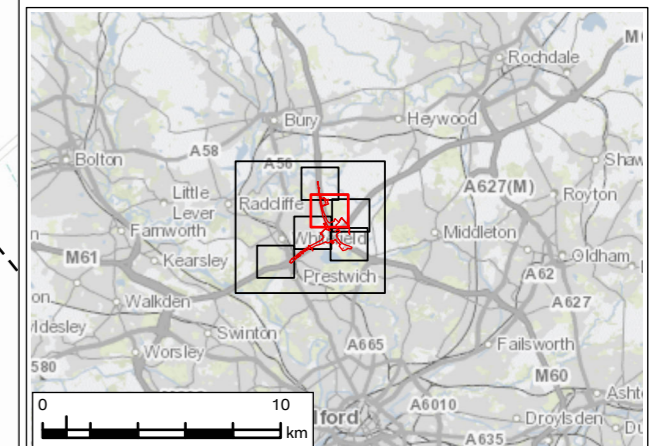 Rochdale
Bury
Heywood
A58
Bolton
A56
A627(M)
Little
Lever
Radcliffe
Royton
Farnworth
Middleton
M61
Kearsley
Prestwich
Oldham
A62
Walkden
A627
Swinton
A665
Failsworth
Worsley
580
M60
A6010
Droylsden
A635
0 10
km